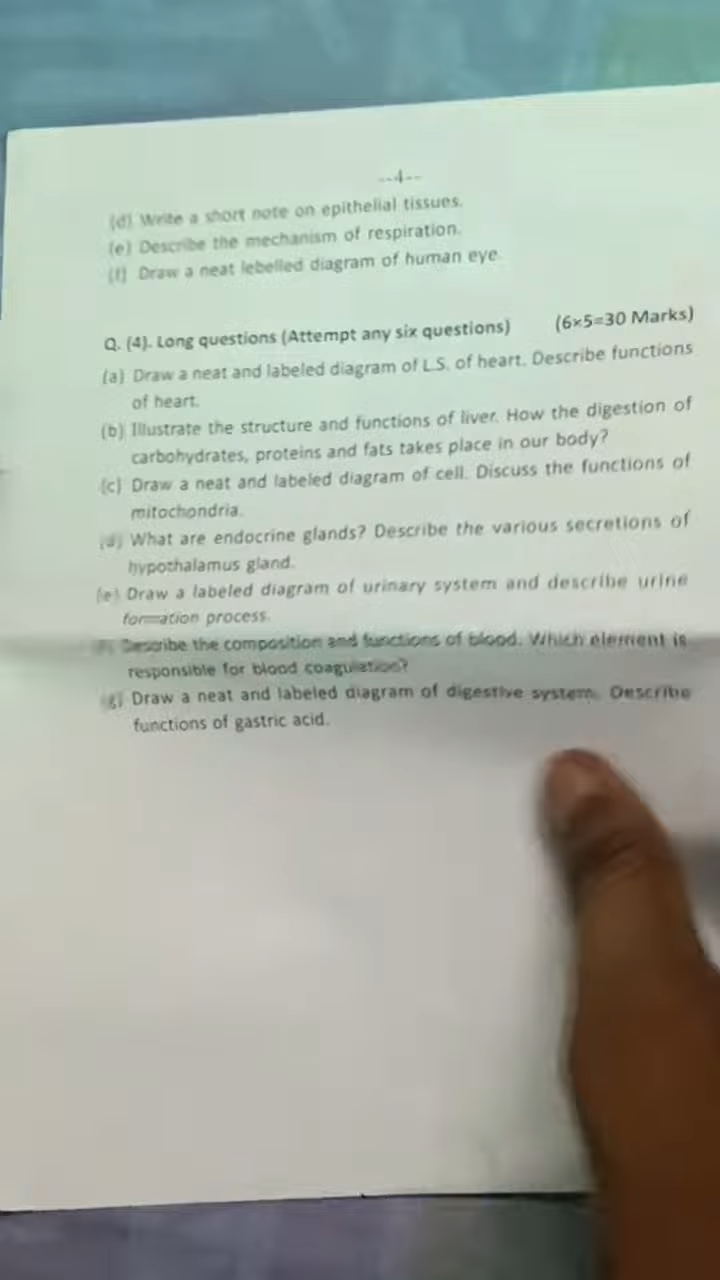 --4--
(d) Write a short note on epithelial tissues.
(e) Describe the mechanism of respiration.
(f) Draw a neat lebelled diagram of human eye
Q. (4). Long questions (Attempt any six questions) (6×5=30 Marks)
(a) Draw a neat and labeled diagram of L.S. of heart. Describe functions
of heart.
(b) Illustrate the structure and functions of liver. How the digestion of
carbohydrates, proteins and fats takes place in our body?
(c) Draw a neat and labeled diagram of cell. Discuss the functions of
mitochondria.
(d) What are endocrine glands? Describe the various secretions of
hypothalamus gland.
(e) Draw a labeled diagram of urinary system and describe urine
formation process.
(f) Describe the composition and functions of blood. Which element is
responsible for blood coagulation?
(g) Draw a neat and labeled diagram of digestive system. Describe
functions of gastric acid.